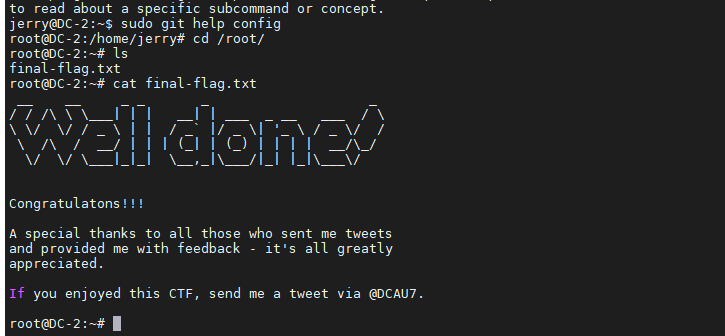 to read about a specific subcommand or concept.
jerry@DC-2:~$ sudo git help config
root@DC-2:/home/jerry# cd /root/
root@DC-2:~# ls
final-flag.txt
root@DC-2:~# cat final-flag.txt
Well done!
Congratulatons!!!
A special thanks to all those who sent me tweets
and provided me with feedback - it's all greatly
appreciated.
If you enjoyed this CTF, send me a tweet via @DCAU7.
root@DC-2:~#